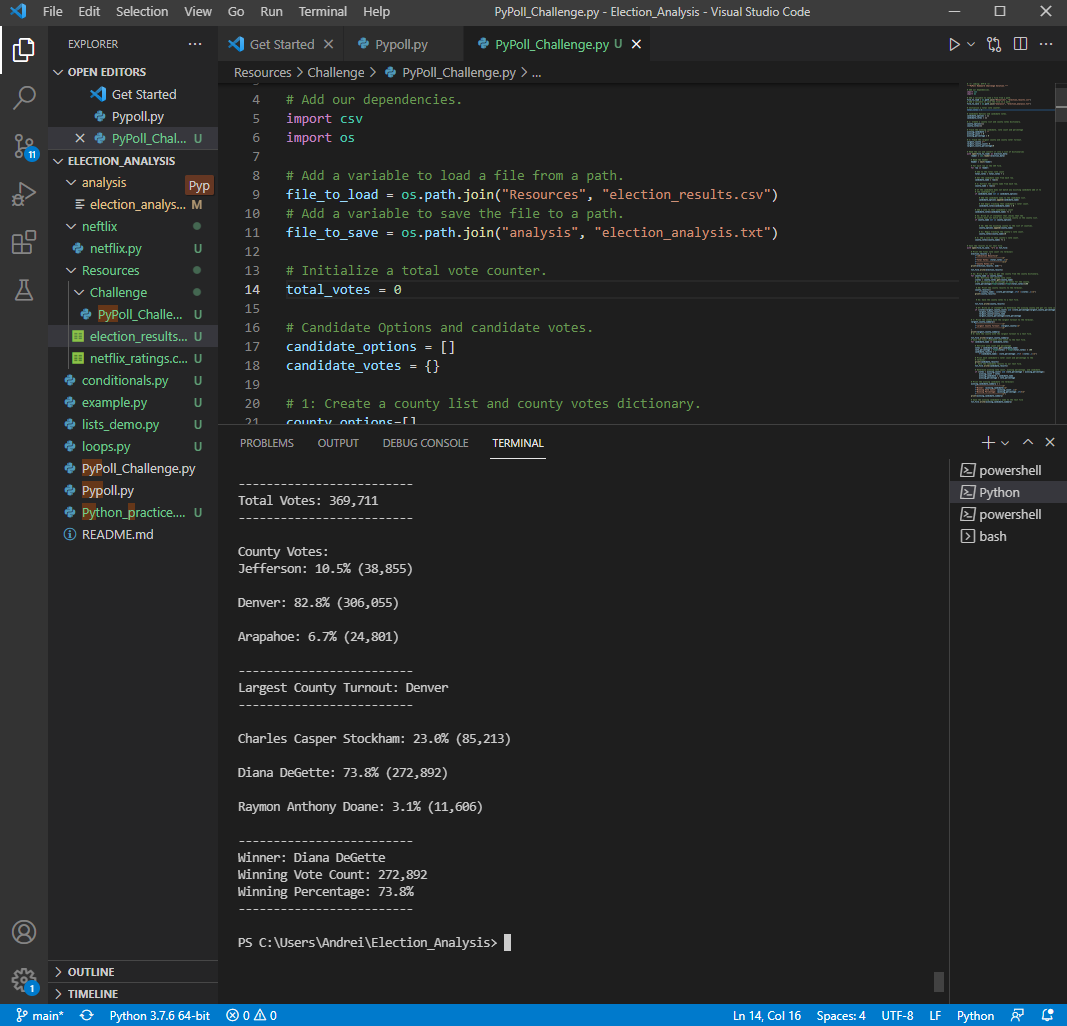 File Edit Selection View Go Run Terminal Help PyPoll_Challenge.py - Election_Analysis - Visual Studio Code
EXPLORER
OPEN EDITORS
Get Started
Pypoll.py
PyPoll_Chal... U
11
ELECTION_ANALYSIS
analysis
Pyp
election_analys... M
netflix
netflix.py U
Resources
Challenge
PyPoll_Challe... U
election_results... U
netflix_ratings.c... U
conditionals.py U
example.py U
lists_demo.py U
loops.py U
PyPoll_Challenge.py
Pypoll.py
Python_practice.... U
README.md
OUTLINE
TIMELINE
1
Get Started Pypoll.py PyPoll_Challenge.py U
Resources > Challenge > PyPoll_Challenge.py > ...
4 # Add our dependencies.
5 import csv
6 import os
7
8 # Add a variable to load a file from a path.
9 file_to_load = os.path.join("Resources", "election_results.csv")
10 # Add a variable to save the file to a path.
11 file_to_save = os.path.join("analysis", "election_analysis.txt")
12
13 # Initialize a total vote counter.
14 total_votes = 0
15
16 # Candidate Options and candidate votes.
17 candidate_options = []
18 candidate_votes = {}
19
20 # 1: Create a county list and county votes dictionary.
21 county_options=[]
PROBLEMS OUTPUT DEBUG CONSOLE TERMINAL
-------------------------
Total Votes: 369,711
-------------------------
County Votes:
Jefferson: 10.5% (38,855)
Denver: 82.8% (306,055)
Arapahoe: 6.7% (24,801)
-------------------------
Largest County Turnout: Denver
-------------------------
Charles Casper Stockham: 23.0% (85,213)
Diana DeGette: 73.8% (272,892)
Raymon Anthony Doane: 3.1% (11,606)
-------------------------
Winner: Diana DeGette
Winning Vote Count: 272,892
Winning Percentage: 73.8%
-------------------------
PS C:\Users\Andrei\Election_Analysis>
powershell
Python
powershell
bash
main* Python 3.7.6 64-bit 0 0 Ln 14, Col 16 Spaces: 4 UTF-8 LF Python